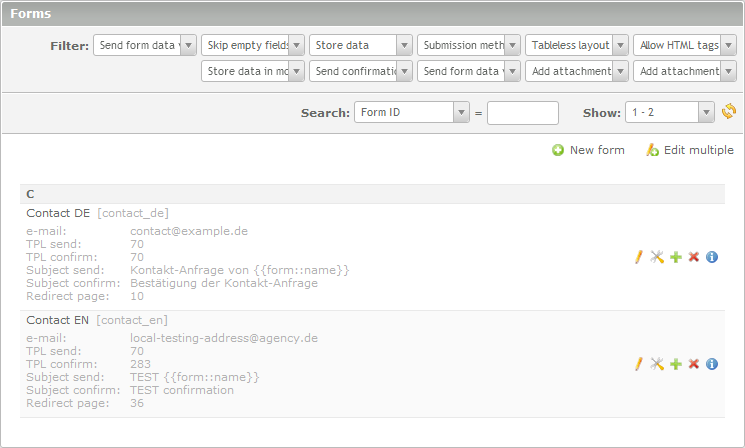 Forms
Filter: Send form data v Skip empty fields Store data Submission meth Tableless layout Allow HTML tags
Store data in mo Send confirmatio Send form data v Add attachment Add attachment
Search: Form ID = Show: 1 - 2
New form Edit multiple
C
Contact DE [contact_de]
e-mail: contact@example.de
TPL send: 70
TPL confirm: 70
Subject send: Kontakt-Anfrage von {{form::name}}
Subject confirm: Bestätigung der Kontakt-Anfrage
Redirect page: 10
Contact EN [contact_en]
e-mail: local-testing-address@agency.de
TPL send: 70
TPL confirm: 283
Subject send: TEST {{form::name}}
Subject confirm: TEST confirmation
Redirect page: 36